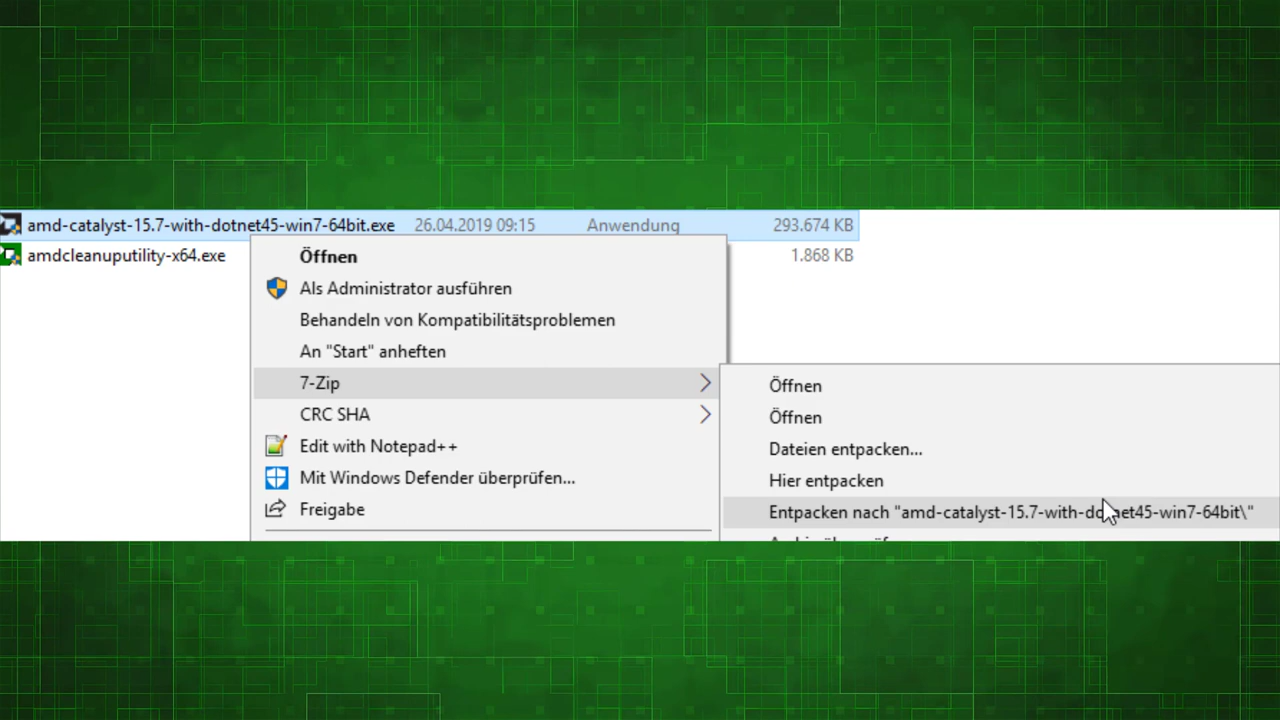 amd-catalyst-15.7-with-dotnet45-win7-64bit.exe 26.04.2019 09:15 Anwendung 293.674 KB
amdcleanuputility-x64.exe 1.868 KB
Öffnen
Als Administrator ausführen
Behandeln von Kompatibilitätsproblemen
An "Start" anheften
7-Zip
CRC SHA
Edit with Notepad++
Mit Windows Defender überprüfen...
Freigabe
Öffnen
Öffnen
Dateien entpacken...
Hier entpacken
Entpacken nach "amd-catalyst-15.7-with-dotnet45-win7-64bit\"